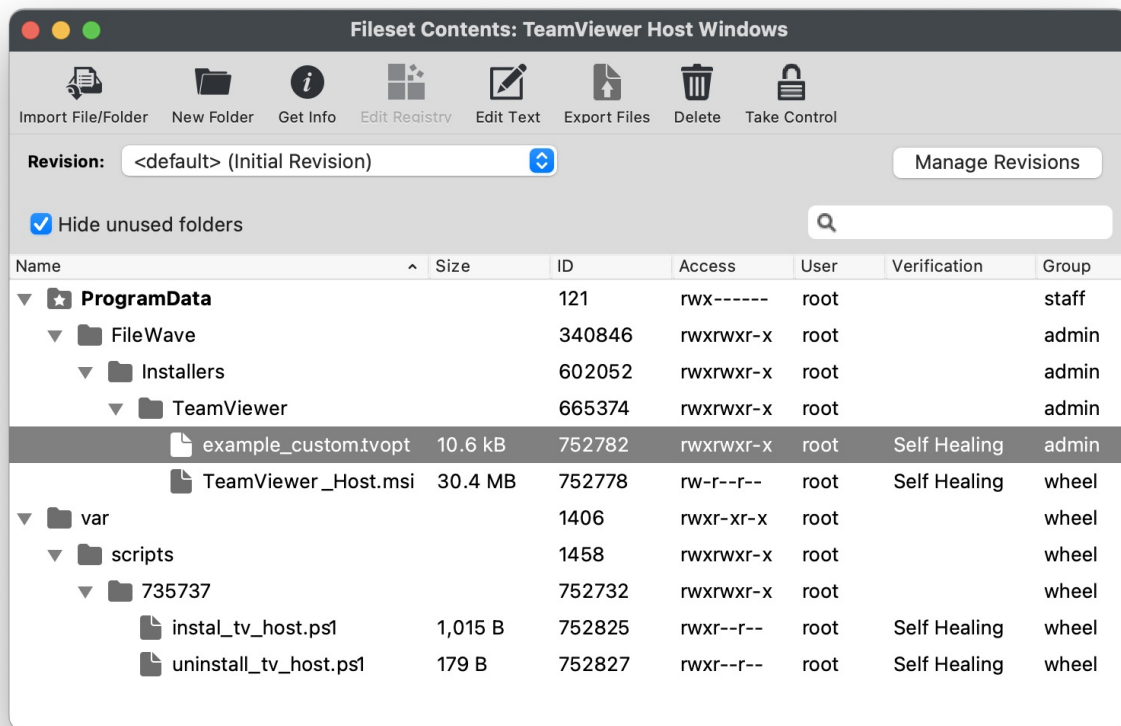 Fileset Contents: TeamViewer Host Windows
Import File/Folder New Folder Get Info Edit Registry Edit Text Export Files Delete Take Control
Revision: <default> (Initial Revision) Manage Revisions
Hide unused folders
Name Size ID Access User Verification Group
ProgramData 121 rwx------ root staff
FileWave 340846 rwxrwxr-x root admin
Installers 602052 rwxrwxr-x root admin
TeamViewer 665374 rwxrwxr-x root admin
example_custom.tvopt 10.6 kB 752782 rwxrwxr-x root Self Healing admin
TeamViewer_Host.msi 30.4 MB 752778 rw-r--r-- root Self Healing wheel
var 1406 rwxr-xr-x root wheel
scripts 1458 rwxrwxr-x root wheel
735737 752732 rwxrwxr-x root wheel
instal_tv_host.ps1 1,015 B 752825 rwxr--r-- root Self Healing wheel
uninstall_tv_host.ps1 179 B 752827 rwxr--r-- root Self Healing wheel